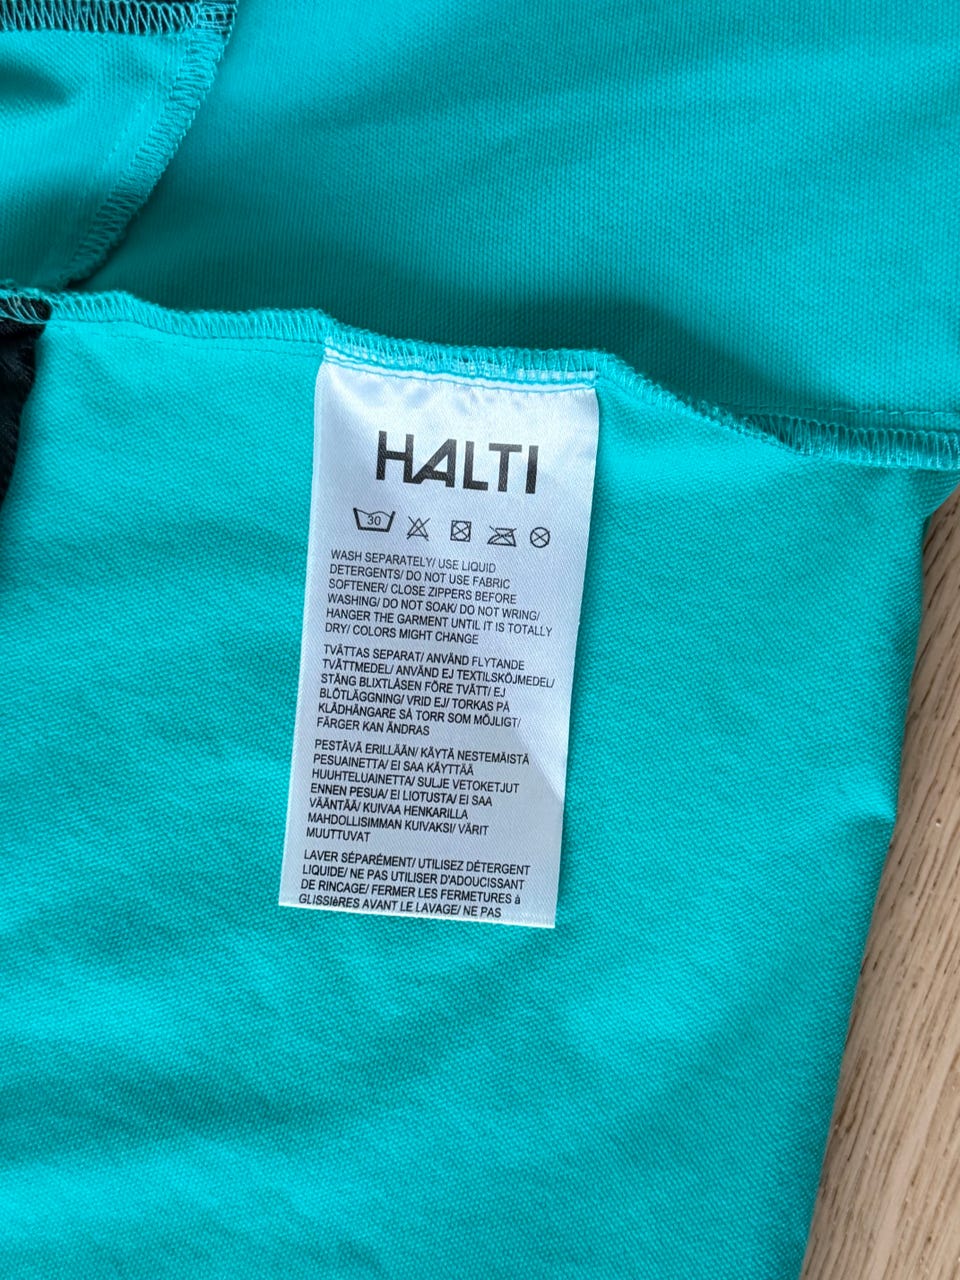 HALTI
30
WASH SEPARATELY/ USE LIQUID
DETERGENTS/ DO NOT USE FABRIC
SOFTENER/ CLOSE ZIPPERS BEFORE
WASHING/ DO NOT SOAK/ DO NOT WRING/
HANGER THE GARMENT UNTIL IT IS TOTALLY
DRY/ COLORS MIGHT CHANGE
TVÄTTAS SEPARAT/ ANVÄND FLYTANDE
TVÄTTMEDEL/ ANVÄND EJ TEXTILSKÖJMEDEL/
STÄNG BLIXTLÅSEN FÖRE TVÄTT/ EJ
BLÖTLÄGGNING/ VRID EJ/ TORKAS PÅ
KLÄDHÄNGARE SÅ TORR SOM MÖJLIGT/
FÄRGER KAN ÄNDRAS
PESTÄVÄ ERILLÄÄN/ KÄYTÄ NESTEMÄISTÄ
PESUAINETTA/ EI SAA KÄYTTÄÄ
HUUHTELUAINETTA/ SULJE VETOKETJUT
ENNEN PESUA/ EI LIOTUSTA/ EI SAA
VÄÄNTÄÄ/ KUIVAA HENKARILLA
MAHDOLLISIMMAN KUIVAKSI/ VÄRIT
MUUTTUVAT
LAVER SÉPARÉMENT/ UTILISEZ DÉTERGENT
LIQUIDE/ NE PAS UTILISER D'ADOUCISSANT
DE RINCAGE/ FERMER LES FERMETURES à
GLISSIèRES AVANT LE LAVAGE/ NE PAS